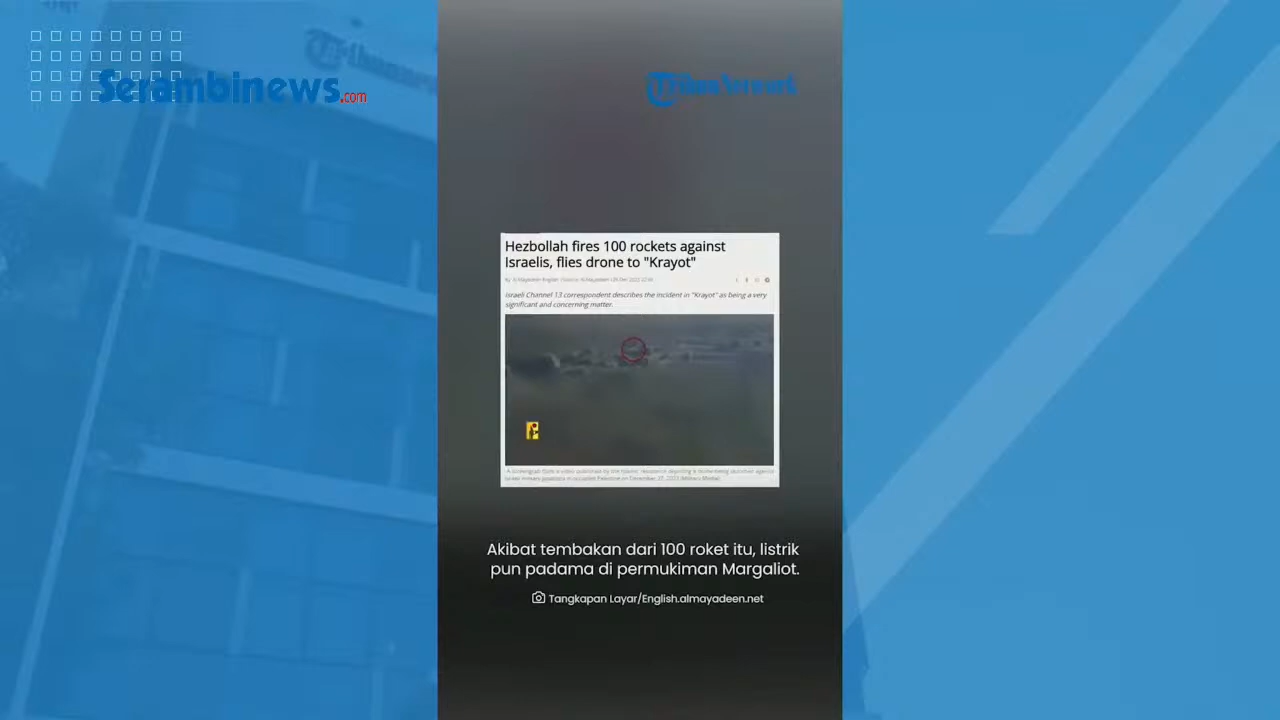 Serambinews.com
Tribun Network
Hezbollah fires 100 rockets against
Israelis, flies drone to "Krayot"
Israeli Channel 13 correspondent describes the incident in "Krayot" as being a very
significant and concerning matter.
Akibat tembakan dari 100 roket itu, listrik
pun padama di permukiman Margaliot.
Tangkapan Layar/English.almayadeen.net